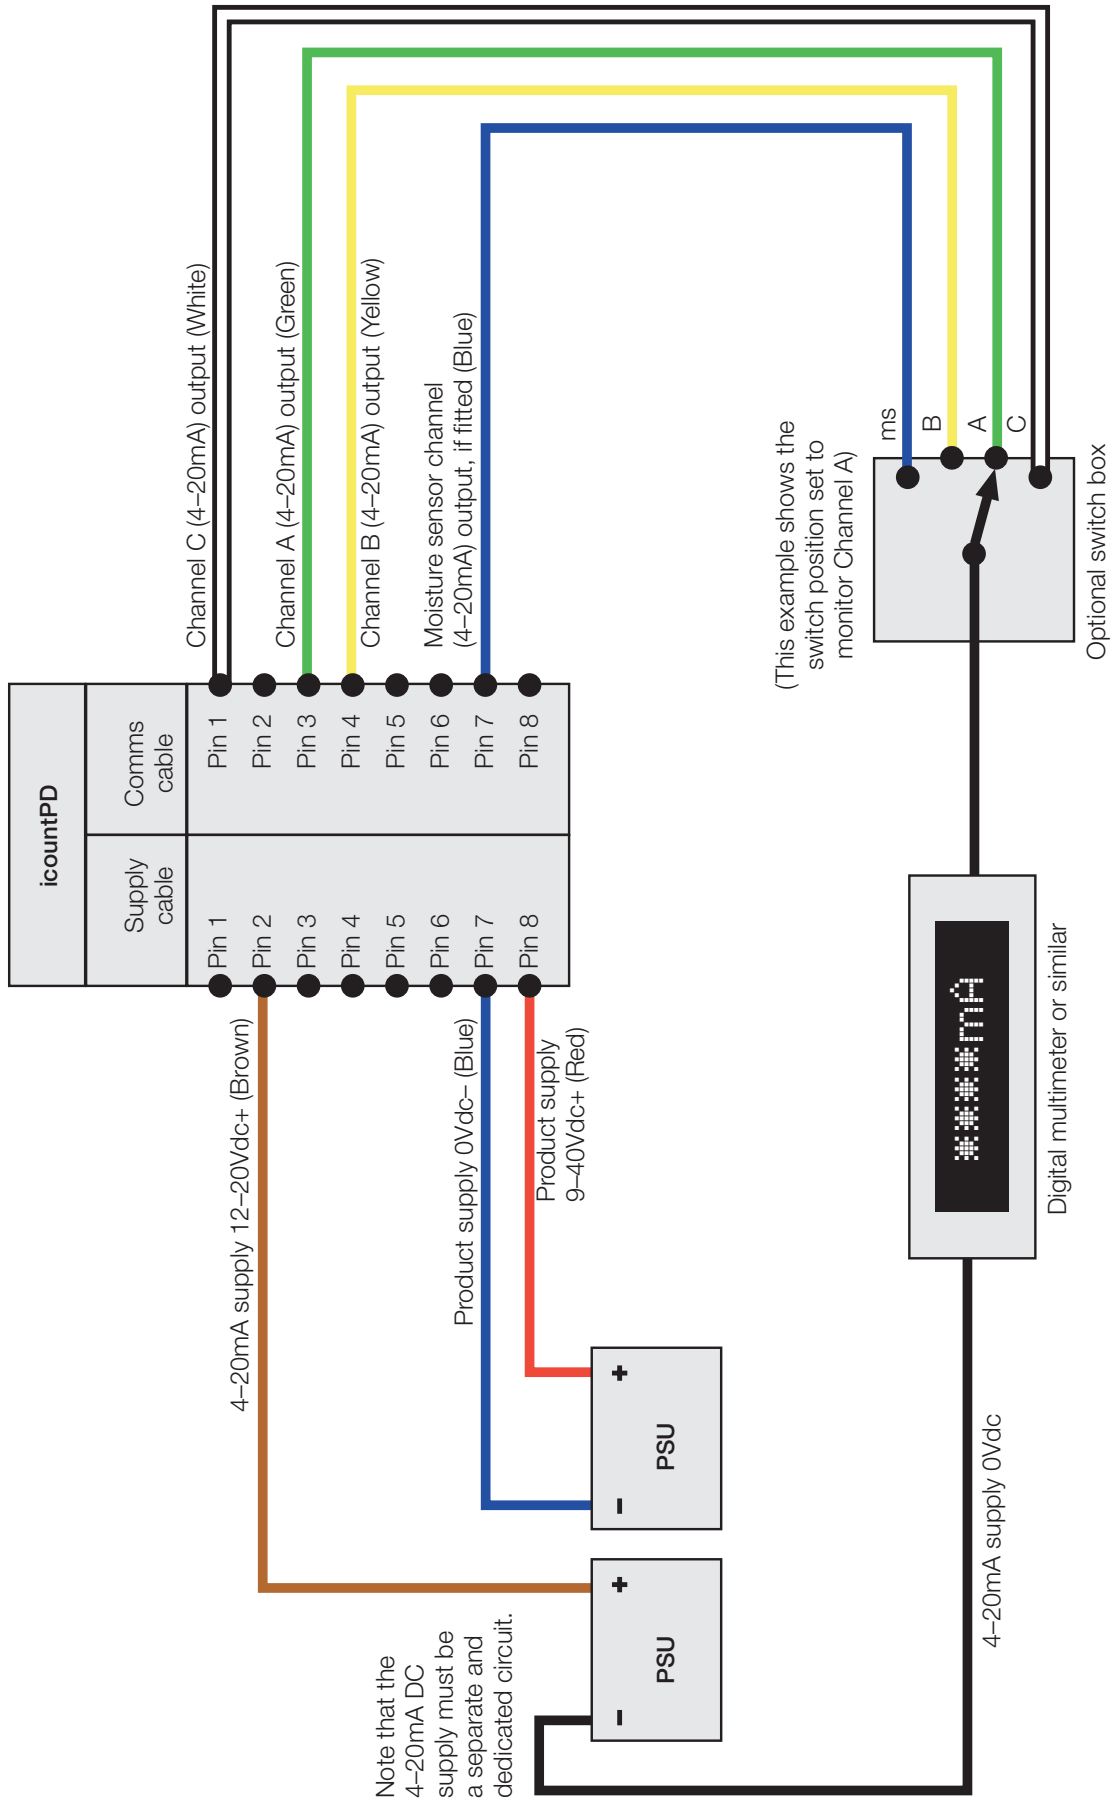 icountPD
Supply
cable
Comms
cable
Pin 1
Pin 2
Pin 3
Pin 4
Pin 5
Pin 6
Pin 7
Pin 8
Pin 1
Pin 2
Pin 3
Pin 4
Pin 5
Pin 6
Pin 7
Pin 8
4–20mA supply 12–20Vdc+ (Brown)
Product supply 0Vdc– (Blue)
Product supply
9–40Vdc+ (Red)
Channel C (4–20mA) output (White)
Channel A (4–20mA) output (Green)
Channel B (4–20mA) output (Yellow)
Moisture sensor channel
(4–20mA) output, if fitted (Blue)
Note that the
4–20mA DC
supply must be
a separate and
dedicated circuit.
– +
PSU
– +
PSU
(This example shows the
switch position set to
monitor Channel A)
ms
B
A
C
Optional switch box
****mA
Digital multimeter or similar
4–20mA supply 0Vdc